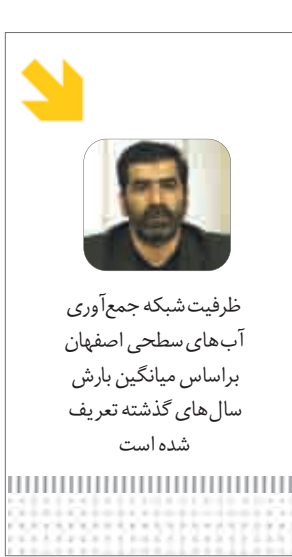 ظرفیت شبکه جمع‌آوری
آب‌های سطحی اصفهان
براساس میانگین بارش
سال‌های گذشته تعریف
شده است